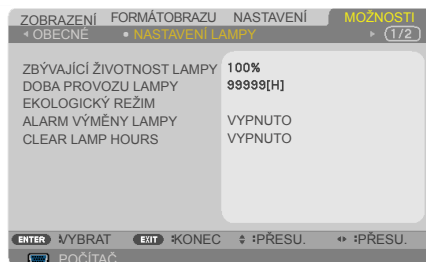 ZOBRAZENÍ FORMÁTOBRAZU NASTAVENÍ MOŽNOSTI
OBECNÉ • NASTAVENÍ LAMPY (1/2)
ZBÝVAJÍCÍ ŽIVOTNOST LAMPY 100%
DOBA PROVOZU LAMPY 99999[H]
EKOLOGICKÝ REŽIM
ALARM VÝMĚNY LAMPY VYPNUTO
CLEAR LAMP HOURS VYPNUTO
ENTER :VYBRAT EXIT :KONEC :PŘESU. :PŘESU.
POČÍTAČ